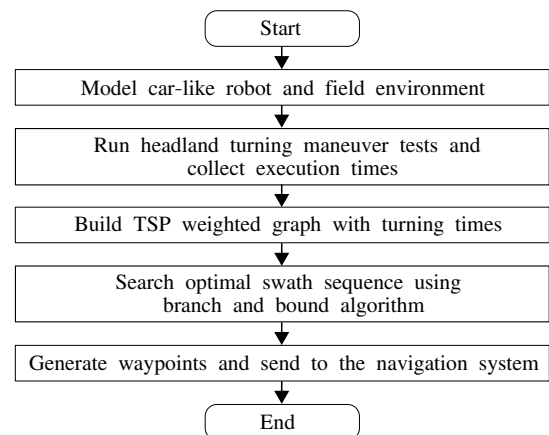 Start
Model car-like robot and field environment
Run headland turning maneuver tests and
collect execution times
Build TSP weighted graph with turning times
Search optimal swath sequence using
branch and bound algorithm
Generate waypoints and send to the navigation system
End